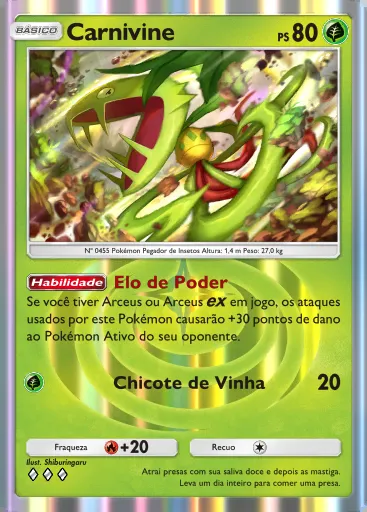 BÁSICO Carnivine PS 80
Nº 0455 Pokémon Pegador de Insetos Altura: 1,4 m Peso: 27,0 kg
Habilidade Elo de Poder
Se você tiver Arceus ou Arceus ex em jogo, os ataques
usados por este Pokémon causarão +30 pontos de dano
ao Pokémon Ativo do seu oponente.
Chicote de Vinha 20
Fraqueza +20 Recuo
Ilust. Shiburingaru
Atrai presas com sua saliva doce e depois as mastiga.
Leva um dia inteiro para comer uma presa.